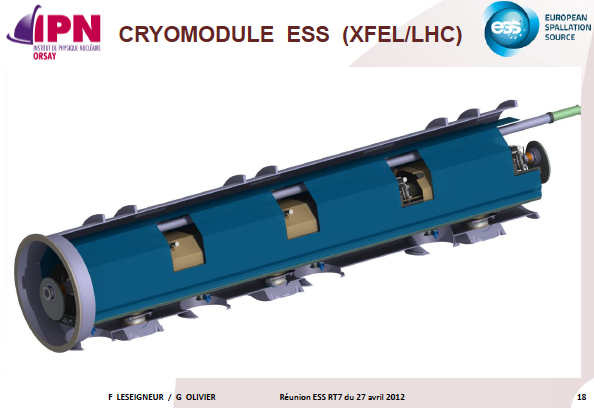 IPN
INSTITUT DE PHYSIQUE NUCLÉAIRE
ORSAY
CRYOMODULE ESS (XFEL/LHC)
ess
EUROPEAN
SPALLATION
SOURCE
F LESEIGNEUR / G OLIVIER
Réunion ESS RT7 du 27 avril 2012
18